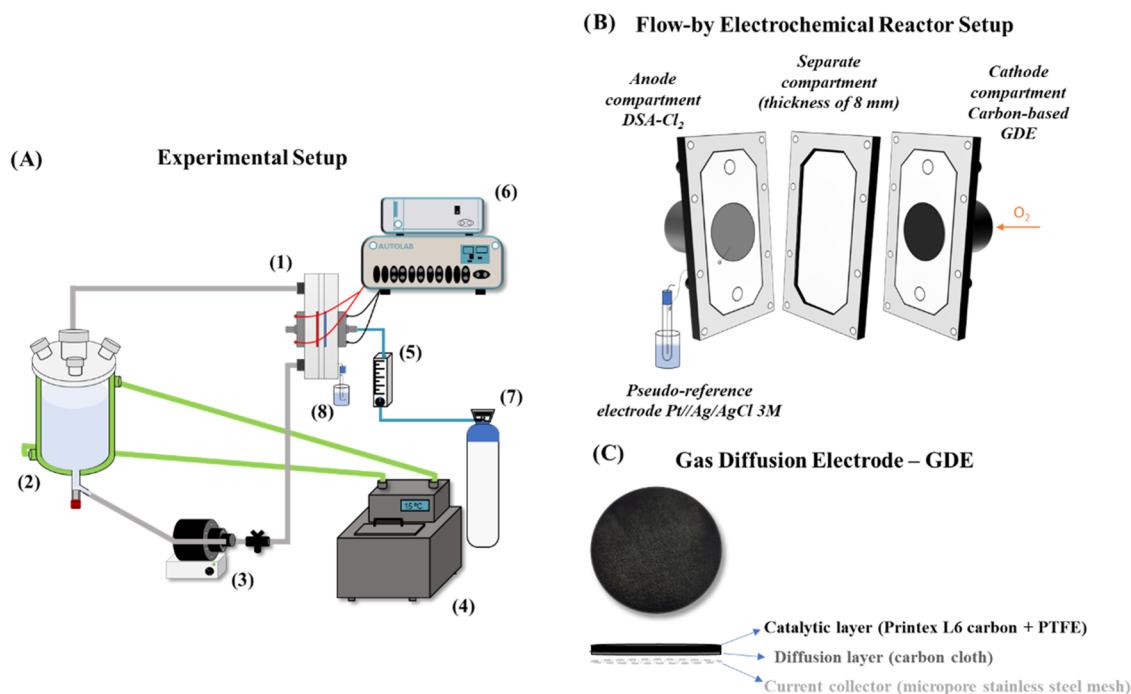 (A)
Experimental Setup
(6)
AUTOLAB
(1)
(5)
(7)
(8)
(2)
15 ºC
(3)
(4)
(B)
Flow-by Electrochemical Reactor Setup
Anode
compartment
DSA-Cl₂
Separate
compartment
(thickness of 8 mm)
Cathode
compartment
Carbon-based
GDE
O₂
Pseudo-reference
electrode Pt//Ag/AgCl 3M
(C)
Gas Diffusion Electrode – GDE
Catalytic layer (Printex L6 carbon + PTFE)
Diffusion layer (carbon cloth)
Current collector (micropore stainless steel mesh)